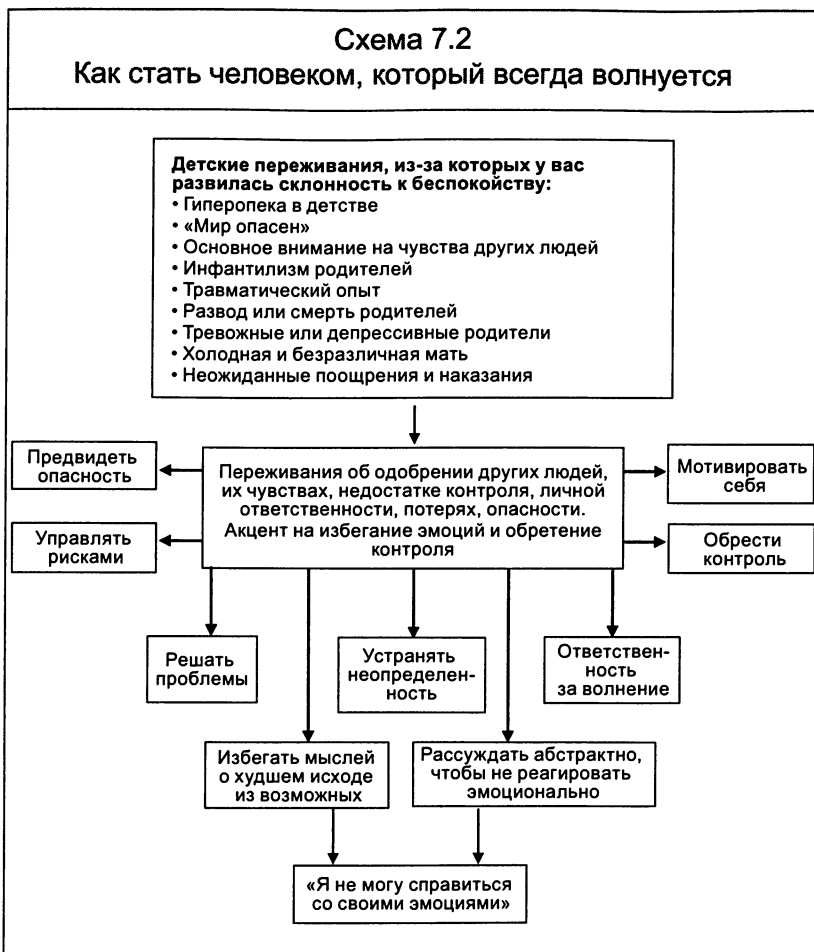 Схема 7.2
Как стать человеком, который всегда волнуется
Детские переживания, из-за которых у вас
развилась склонность к беспокойству:
• Гиперопека в детстве
• «Мир опасен»
• Основное внимание на чувства других людей
• Инфантилизм родителей
• Травматический опыт
• Развод или смерть родителей
• Тревожные или депрессивные родители
• Холодная и безразличная мать
• Неожиданные поощрения и наказания
Предвидеть
опасность
Переживания об одобрении других людей,
их чувствах, недостатке контроля, личной
ответственности, потерях, опасности.
Акцент на избегание эмоций и обретение
контроля
Мотивировать
себя
Управлять
рисками
Обрести
контроль
Решать
проблемы
Устранять
неопределен-
ность
Ответствен-
ность
за волнение
Избегать мыслей
о худшем исходе
из возможных
Рассуждать абстрактно,
чтобы не реагировать
эмоционально
«Я не могу справиться
со своими эмоциями»